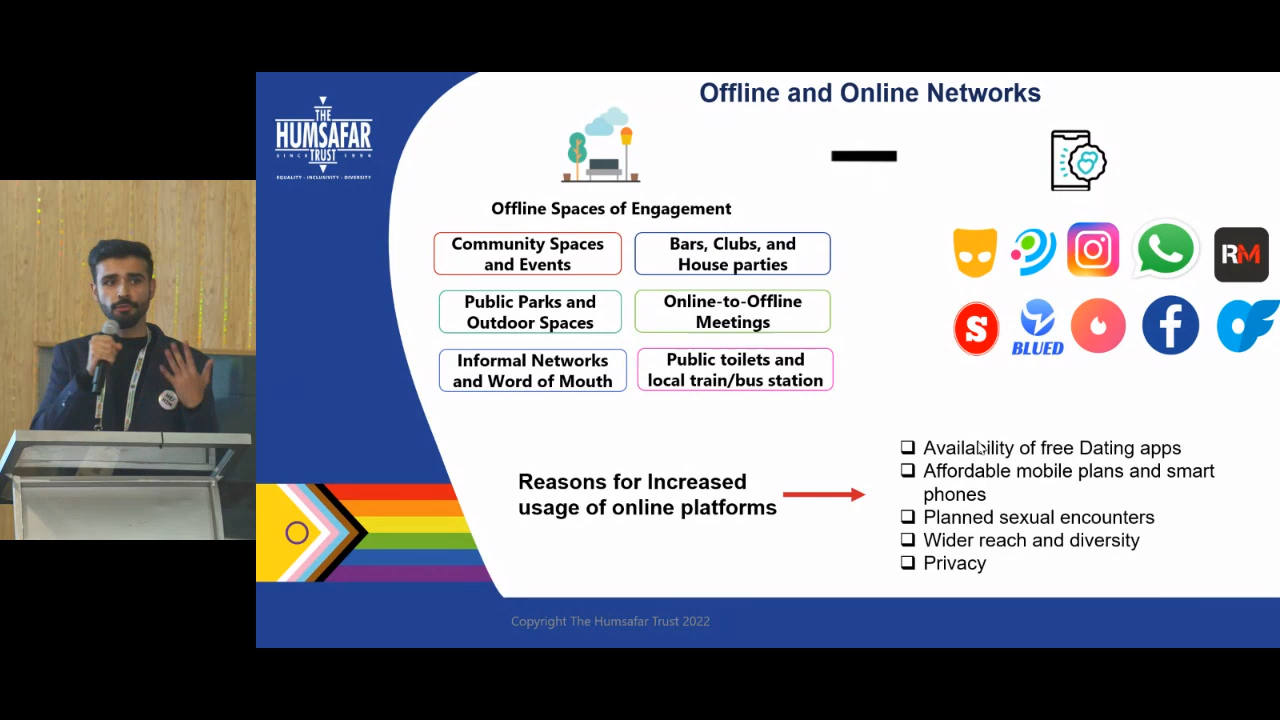 Offline and Online Networks
THE
HUMSAFAR
TRUST
SINCE 1994
EQUALITY · INCLUSIVITY · DIVERSITY
Offline Spaces of Engagement
Community Spaces
and Events
Bars, Clubs, and
House parties
Public Parks and
Outdoor Spaces
Online-to-Offline
Meetings
Informal Networks
and Word of Mouth
Public toilets and
local train/bus station
RM
S
BLUED
f
Reasons for Increased
usage of online platforms
Availability of free Dating apps
Affordable mobile plans and smart
phones
Planned sexual encounters
Wider reach and diversity
Privacy
Copyright The Humsafar Trust 2022